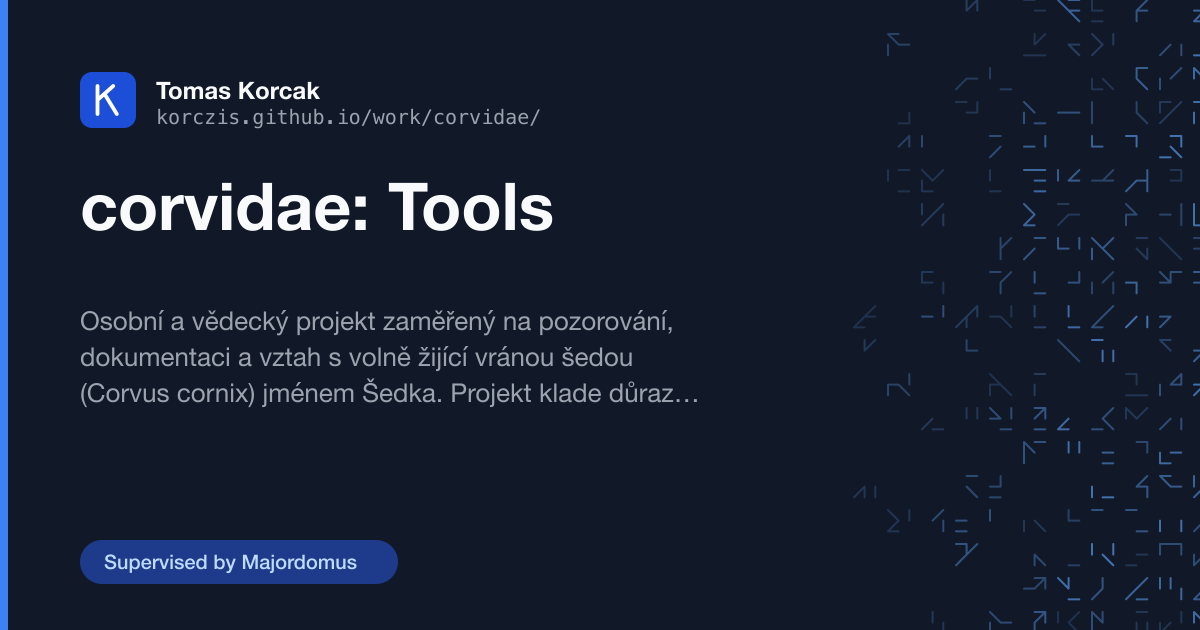 K
Tomas Korcak
korczis.github.io/work/corvidae/
corvidae: Tools
Osobní a vědecký projekt zaměřený na pozorování,
dokumentaci a vztah s volně žijící vránou šedou
(Corvus cornix) jménem Šedka. Projekt klade důraz…
Supervised by Majordomus